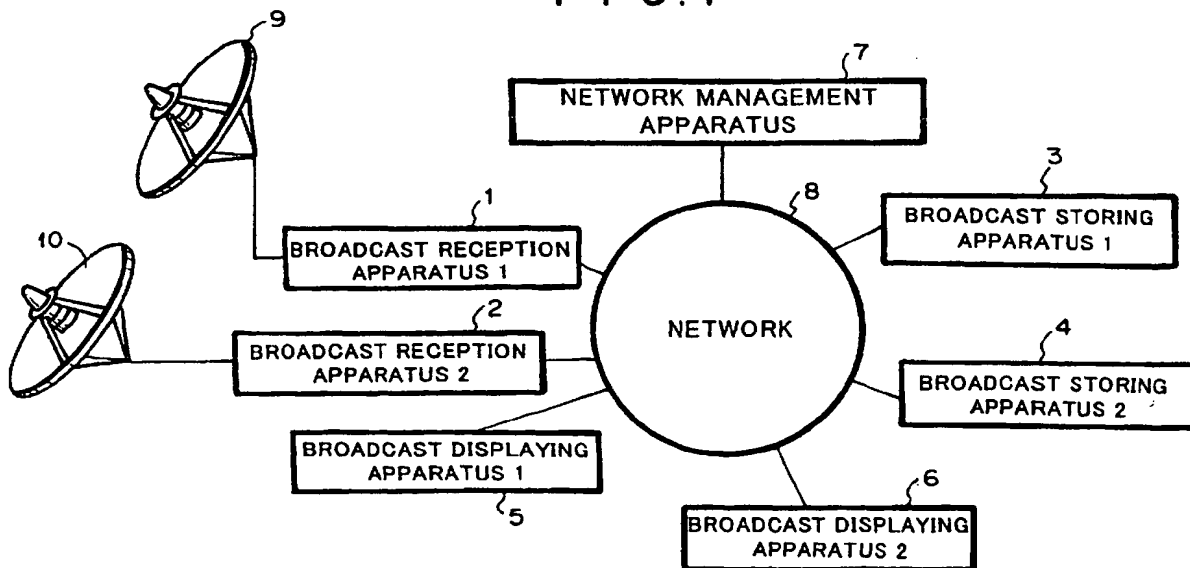 FIG.1
9
7
NETWORK MANAGEMENT
APPARATUS
8
3
BROADCAST STORING
APPARATUS 1
1
BROADCAST RECEPTION
APPARATUS 1
10
2
BROADCAST RECEPTION
APPARATUS 2
NETWORK
4
BROADCAST STORING
APPARATUS 2
BROADCAST DISPLAYING
APPARATUS 1
5
6
BROADCAST DISPLAYING
APPARATUS 2